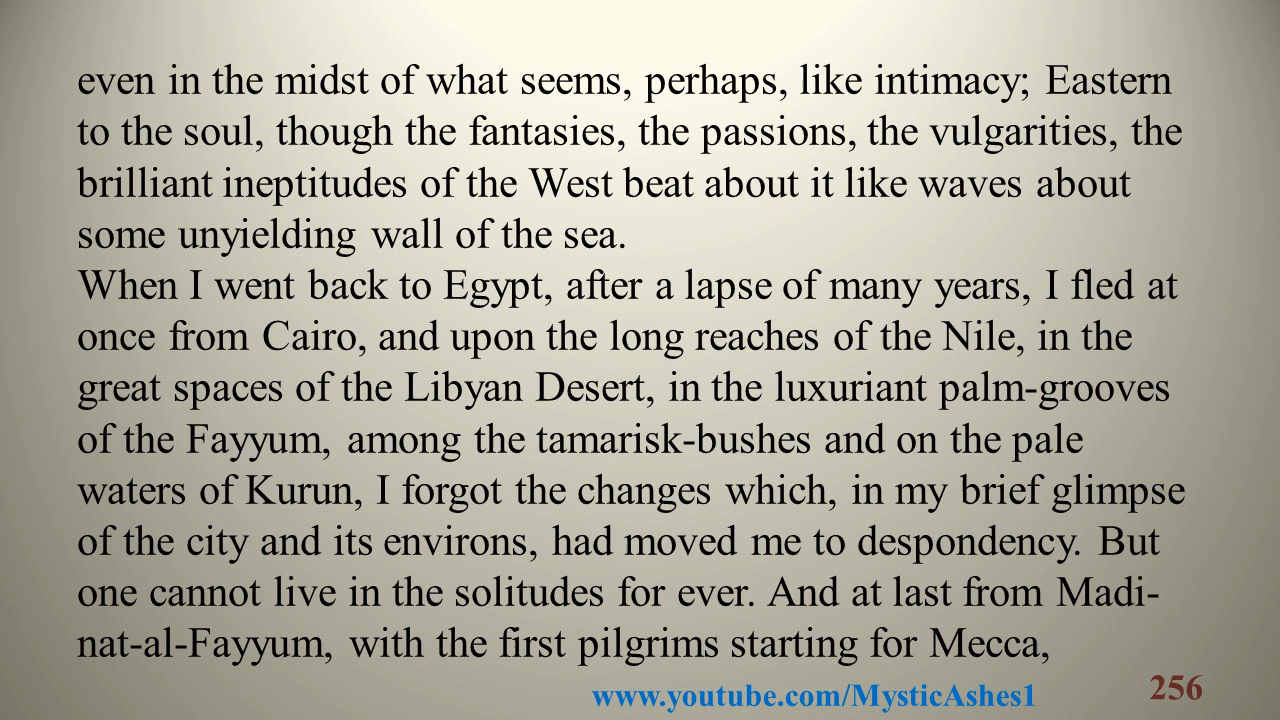 even in the midst of what seems, perhaps, like intimacy; Eastern
to the soul, though the fantasies, the passions, the vulgarities, the
brilliant ineptitudes of the West beat about it like waves about
some unyielding wall of the sea.
When I went back to Egypt, after a lapse of many years, I fled at
once from Cairo, and upon the long reaches of the Nile, in the
great spaces of the Libyan Desert, in the luxuriant palm-grooves
of the Fayyum, among the tamarisk-bushes and on the pale
waters of Kurun, I forgot the changes which, in my brief glimpse
of the city and its environs, had moved me to despondency. But
one cannot live in the solitudes for ever. And at last from Madi-
nat-al-Fayyum, with the first pilgrims starting for Mecca,
www.youtube.com/MysticAshes1
256